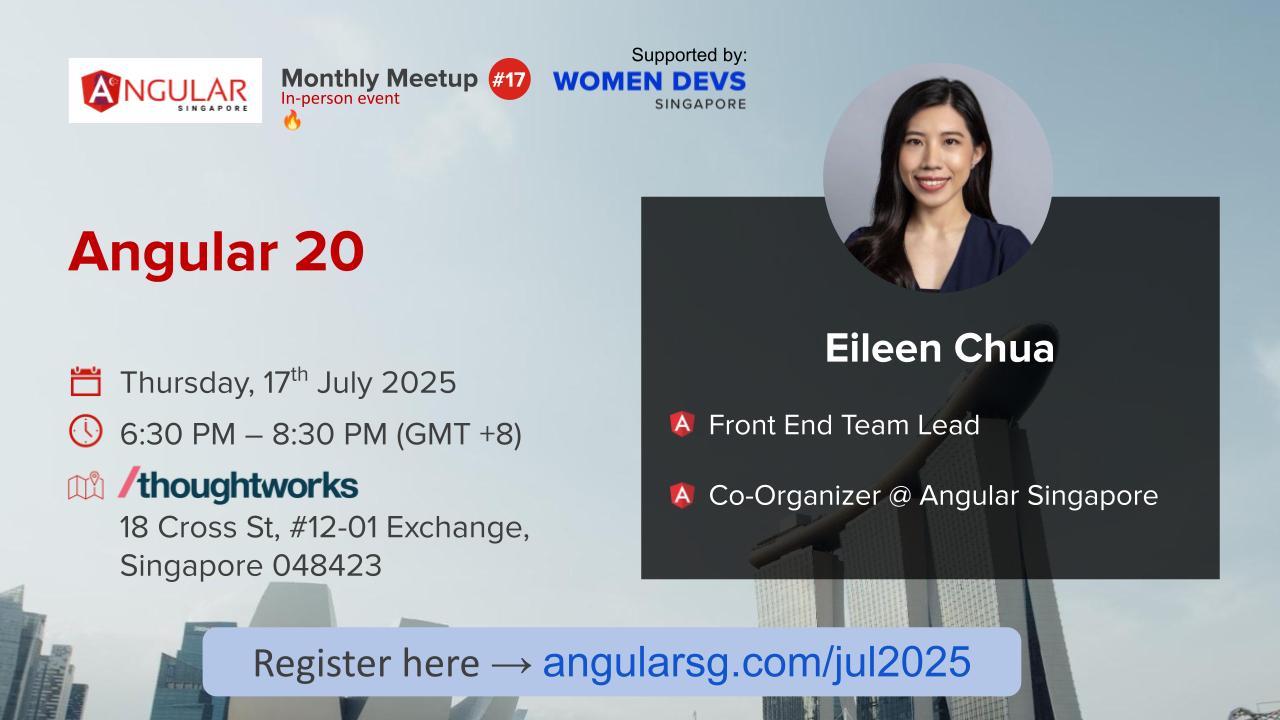 ANGULAR
SINGAPORE
Monthly Meetup #17
In-person event
🔥
Supported by:
WOMEN DEVS
SINGAPORE
Angular 20
Thursday, 17th July 2025
6:30 PM – 8:30 PM (GMT +8)
/thoughtworks
18 Cross St, #12-01 Exchange,
Singapore 048423
Eileen Chua
Front End Team Lead
Co-Organizer @ Angular Singapore
Register here → angularsg.com/jul2025